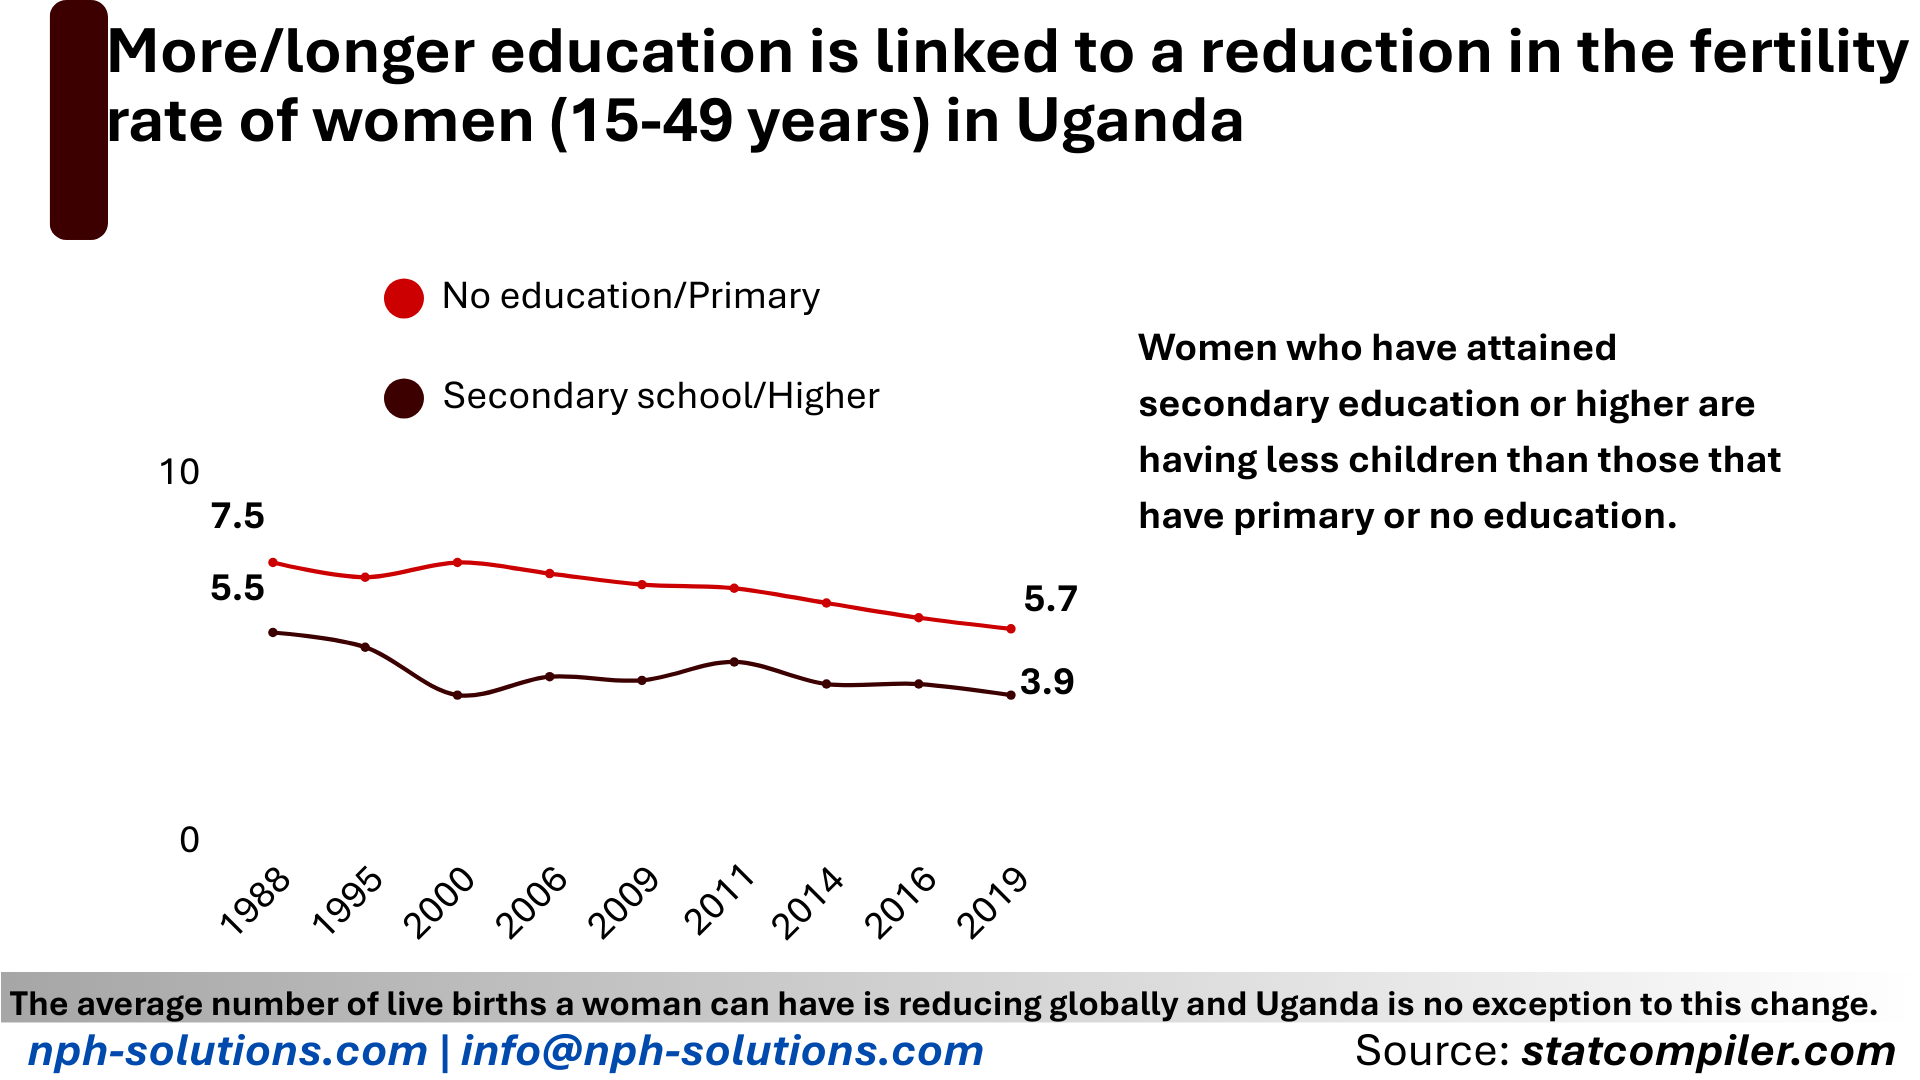 More/longer education is linked to a reduction in the fertility
rate of women (15-49 years) in Uganda
No education/Primary
Secondary school/Higher
Women who have attained
secondary education or higher are
having less children than those that
have primary or no education.
10
7.5
5.5
5.7
3.9
0
1988 1995 2000 2006 2009 2011 2014 2016 2019
The average number of live births a woman can have is reducing globally and Uganda is no exception to this change.
nph-solutions.com | info@nph-solutions.com
Source: statcompiler.com